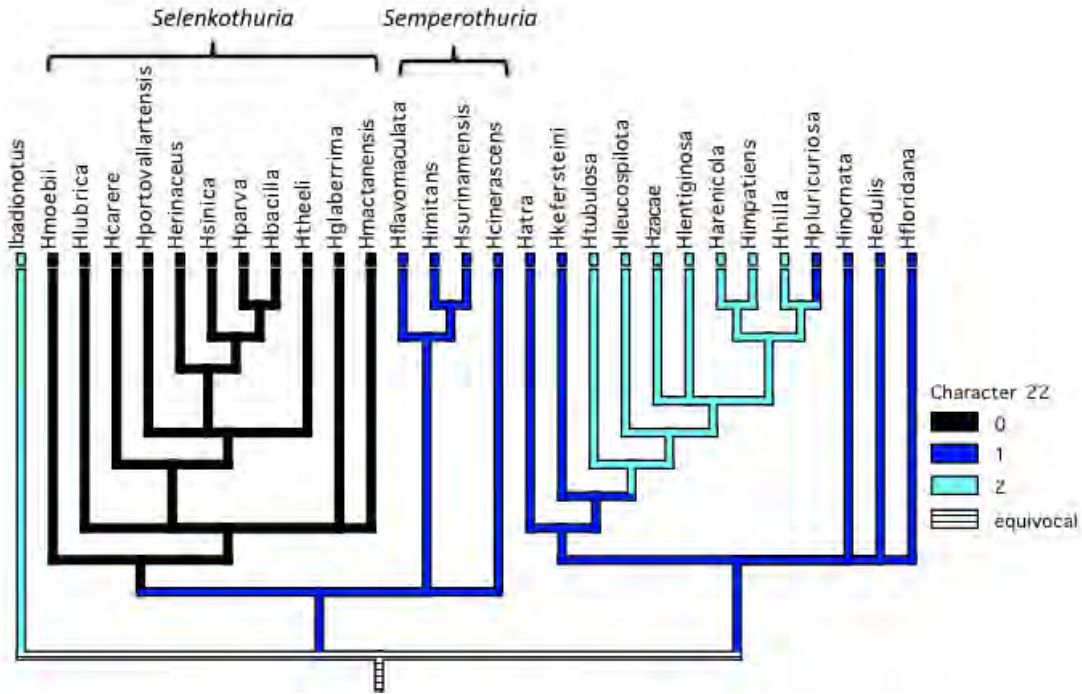 Selenkothuria
Semperothuria
Ibadionotus
Hmoebii
Hlubrica
Hcarere
Hportovallartensis
Herinaceus
Hsinica
Hparva
Hbacilla
Htheeli
Hglaberrima
Hmactanensis
Hflavomaculata
Himitans
Hsurinamensis
Hcinerascens
Hatra
Hkefersteini
Htubulosa
Hleucospilota
Hzacae
Hlentiginosa
Harenicola
Himpatiens
Hhilla
Hpluricuriosa
Hinornata
Hedulis
Hfloridana
Character 22
0
1
2
equivocal